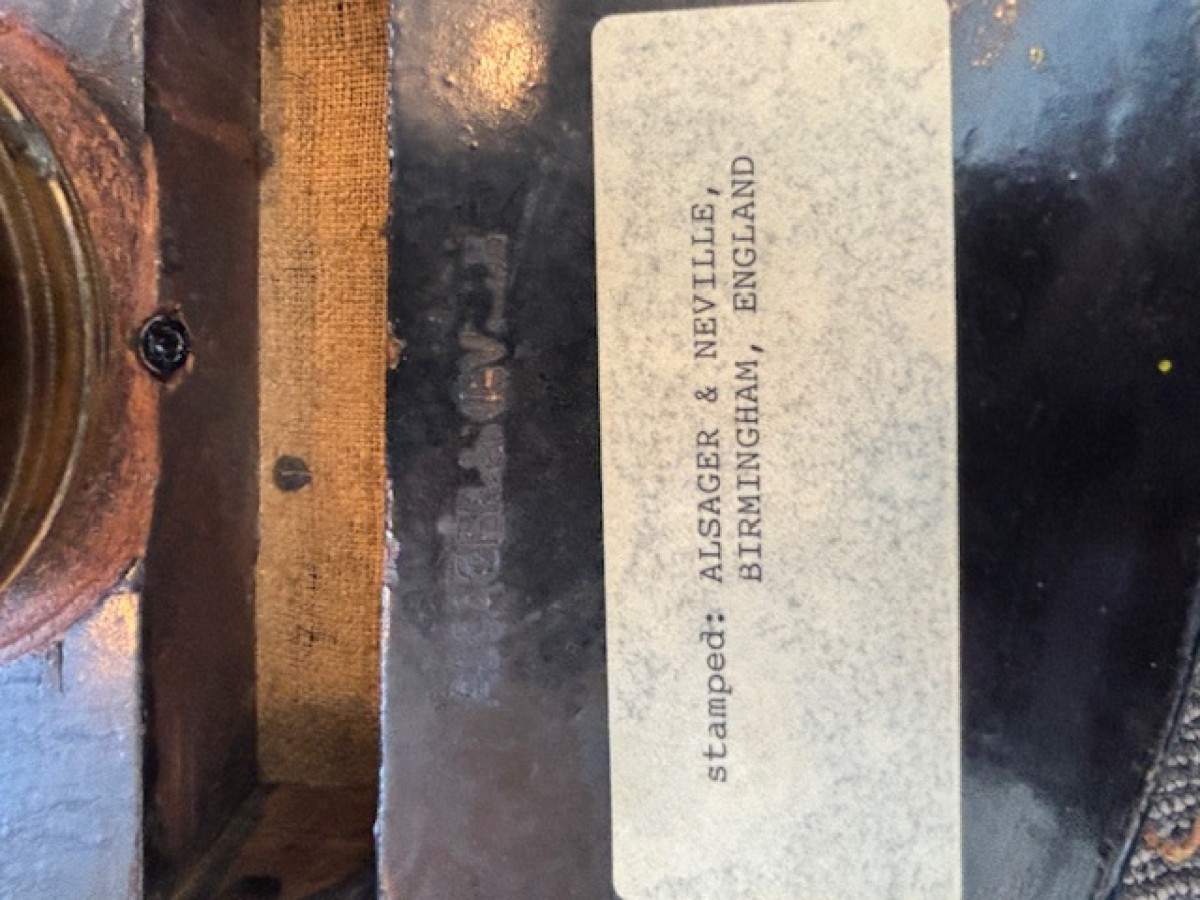 stamped: ALSAGER & NEVILLE,
BIRMINGHAM, ENGLAND